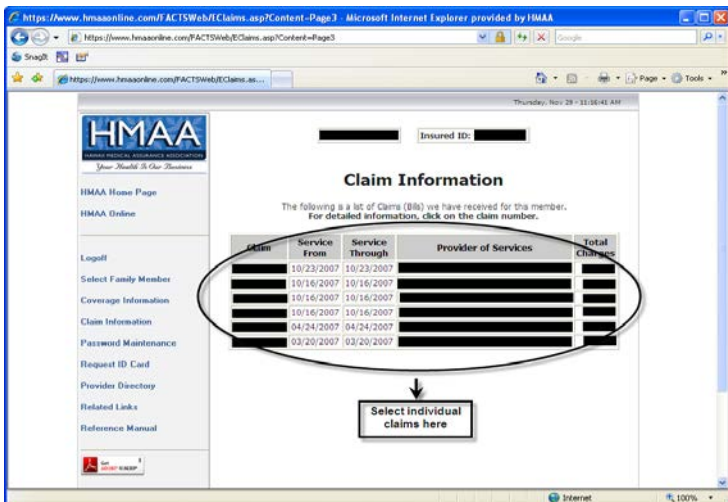 https://www.hmaaonline.com/FACTSWeb/EClaims.asp?Content=Page3 - Microsoft Internet Explorer provided by HMAA
https://www.hmaaonline.com/FACTSWeb/EClaims.asp?Content=Page3
Google
SnagIt
https://www.hmaaonline.com/FACTSWeb/EClaims.as...
Page
Tools
Thursday, Nov 29 - 11:16:41 AM
HMAA
HAWAII MEDICAL ASSURANCE ASSOCIATION
Your Health Is Our Business
Insured ID:
HMAA Home Page
HMAA Online
Logoff
Select Family Member
Coverage Information
Claim Information
Password Maintenance
Request ID Card
Provider Directory
Related Links
Reference Manual
Claim Information
The following is a list of Claims (Bills) we have received for this member.
For detailed information, click on the claim number.
Claim Service From Service Through Provider of Services Total Charges
10/23/2007 10/23/2007
10/16/2007 10/16/2007
10/16/2007 10/16/2007
10/16/2007 10/16/2007
04/24/2007 04/24/2007
03/20/2007 03/20/2007
Select individual
claims here
Get
Internet
100%